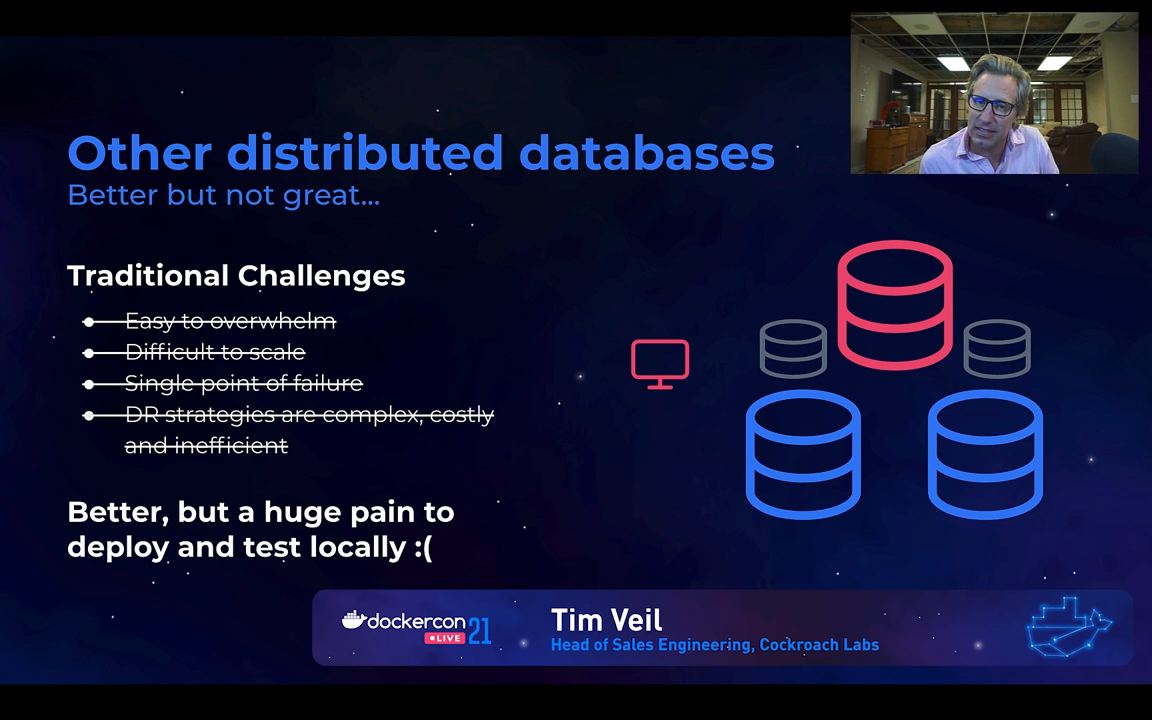 Other distributed databases
Better but not great...
Traditional Challenges
Easy to overwhelm
Difficult to scale
Single point of failure
DR strategies are complex, costly
and inefficient
Better, but a huge pain to
deploy and test locally :(
dockercon
LIVE 21
Tim Veil
Head of Sales Engineering, Cockroach Labs